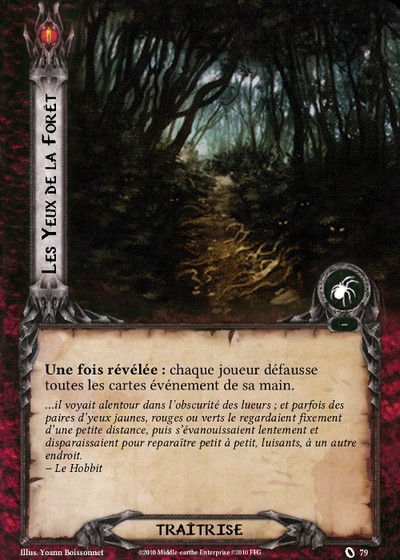 LES YEUX DE LA FORÊT
Une fois révélée : chaque joueur défausse
toutes les cartes événement de sa main.
...il voyait alentour dans l'obscurité des lueurs ; et parfois des
paires d'yeux jaunes, rouges ou verts le regardaient fixement
d'une petite distance, puis s'évanouissaient lentement et
disparaissaient pour reparaître petit à petit, luisants, à un autre
endroit.
– Le Hobbit
TRAÎTRISE
Illus. Yoann Boissonnet
©2010 Middle-earthe Enterprise ©2010 FFG
79